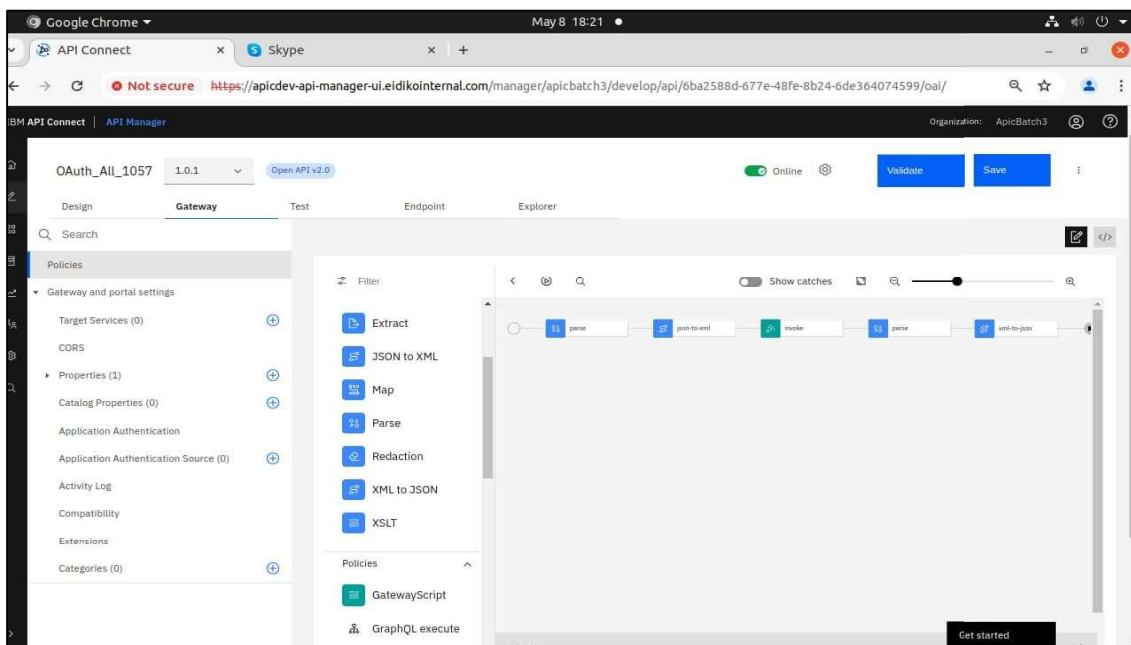 Google Chrome
May 8 18:21
API Connect
Skype
Not secure https://apicdev-api-manager-ui.eidikointernal.com/manager/apicbatch3/develop/api/6ba2588d-677e-48fe-8b24-6de364074599/oai/
IBM API Connect | API Manager
Organization: ApicBatch3
OAuth_All_1057 1.0.1 Open API v2.0
Online
Validate
Save
Design Gateway Test Endpoint Explorer
Search
Policies
Gateway and portal settings
Target Services (0)
CORS
Properties (1)
Catalog Properties (0)
Application Authentication
Application Authentication Source (0)
Activity Log
Compatibility
Extensions
Categories (0)
Filter
Extract
JSON to XML
Map
Parse
Redaction
XML to JSON
XSLT
Policies
GatewayScript
GraphQL execute
Show catches
parse json-to-xml invoke parse xml-to-json
Get started